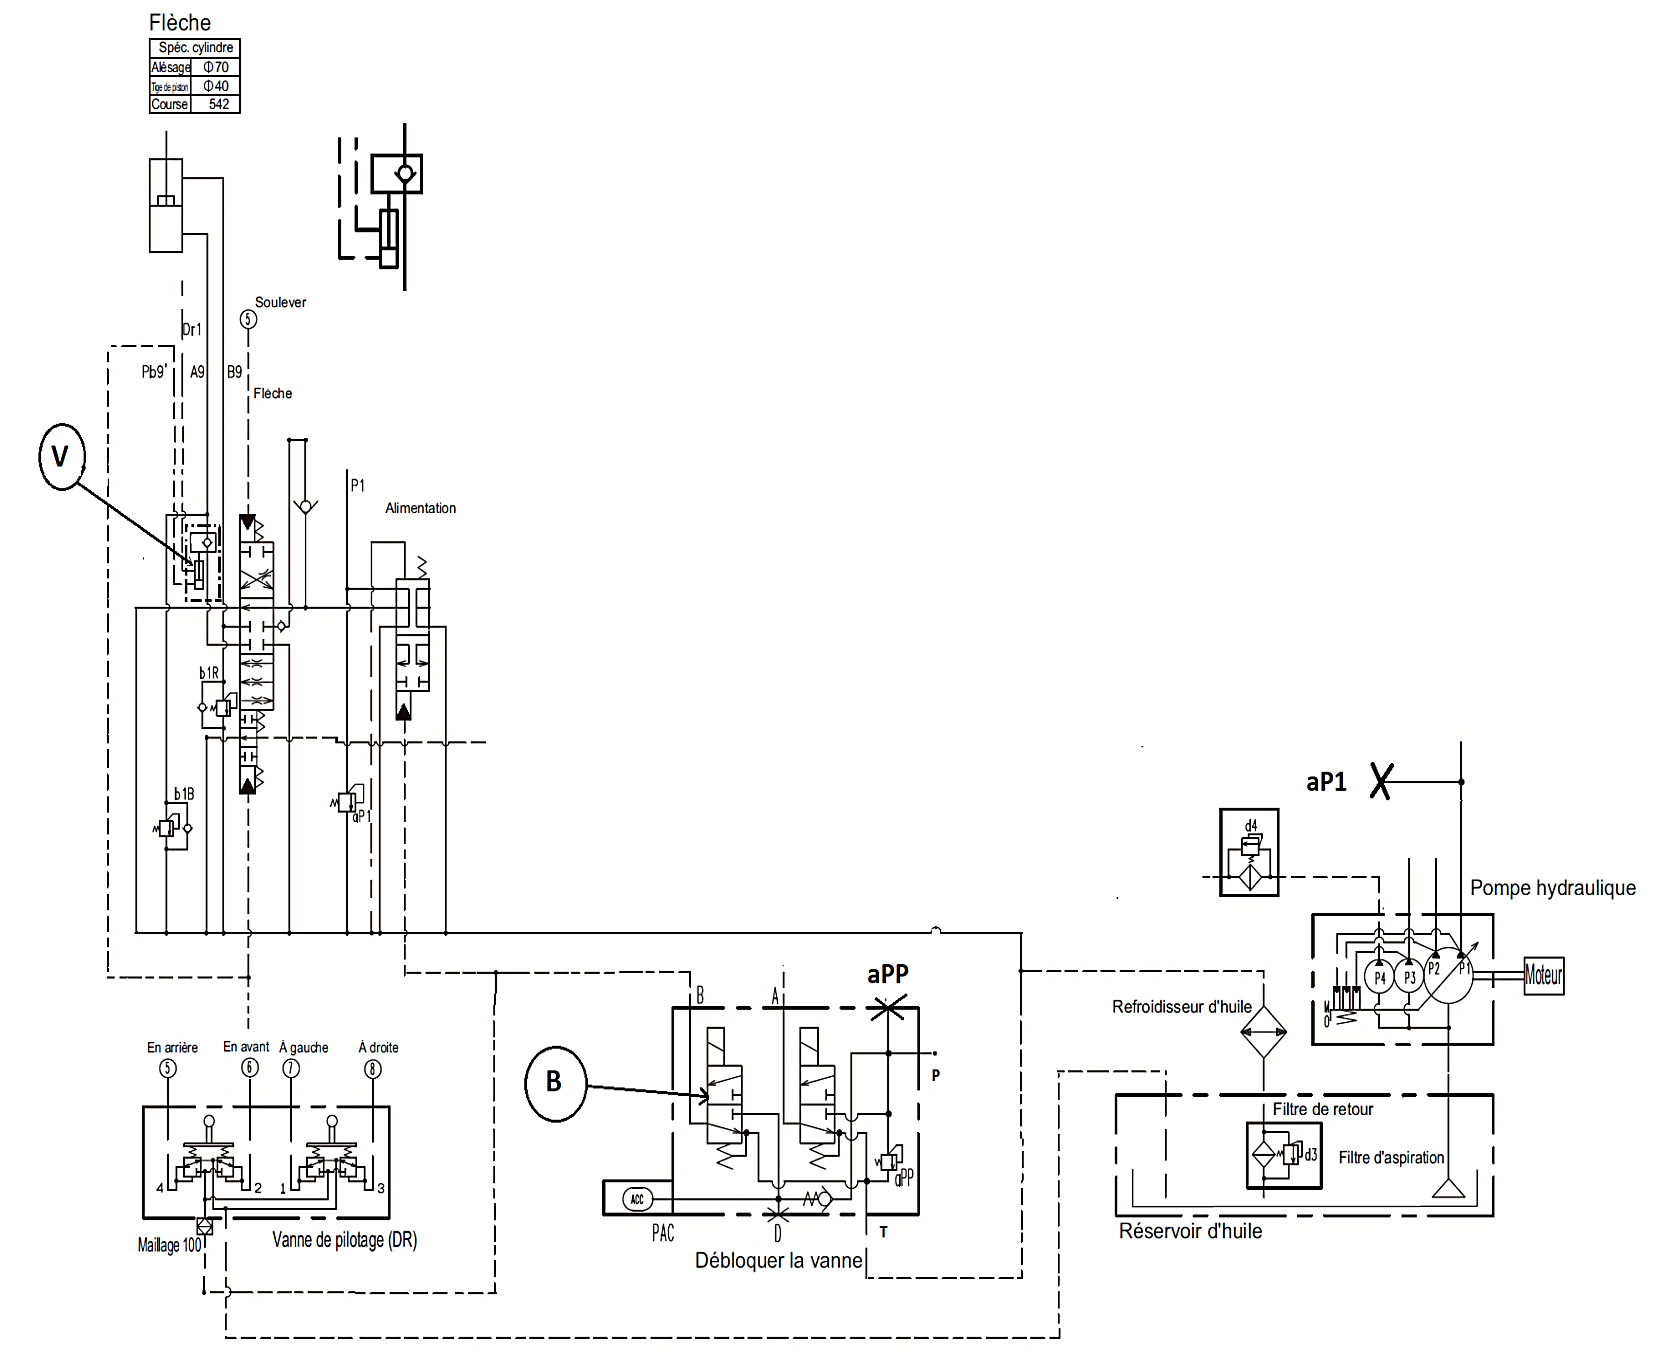 Flèche
Spéc. cylindre
Alésage Φ70
Tige de piston Φ40
Course 542
Soulever
5
Dr1
Pb9' A9 B9
Flèche
V
P1
Alimentation
b1R
b1B
aP1
aP1
d4
Pompe hydraulique
P4 P3 P2 P1
Moteur
M
O
aPP
B A
P
Refroidisseur d'huile
B
En arrière En avant À gauche À droite
5 6 7 8
4 2 1 3
Filtre de retour
d3
Filtre d'aspiration
aPP
ACC
PAC D T
Réservoir d'huile
Maillage 100
Vanne de pilotage (DR)
Débloquer la vanne